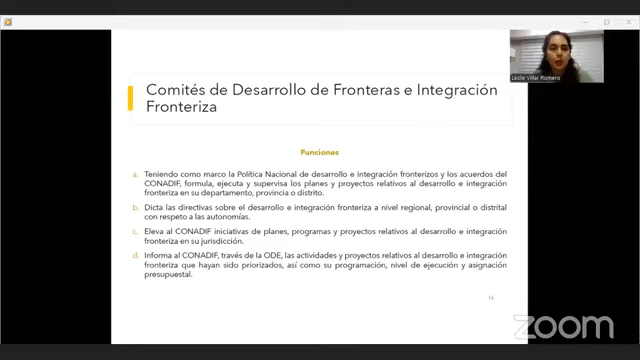 Leslie Villar Romero
Comités de Desarrollo de Fronteras e Integración
Fronteriza
Funciones
a. Teniendo como marco la Política Nacional de desarrollo e integración fronterizos y los acuerdos del
CONADIF, formula, ejecuta y supervisa los planes y proyectos relativos al desarrollo e integración
fronteriza en su departamento, provincia o distrito.
b. Dicta las directivas sobre el desarrollo e integración fronteriza a nivel regional, provincial o distrital
con respeto a las autonomías.
c. Eleva al CONADIF iniciativas de planes, programas y proyectos relativos al desarrollo e integración
fronteriza en su jurisdicción.
d. Informa al CONADIF, través de la ODE, las actividades y proyectos relativos al desarrollo e integración
fronteriza que hayan sido priorizados, así como su programación, nivel de ejecución y asignación
presupuestal.
16
zoom